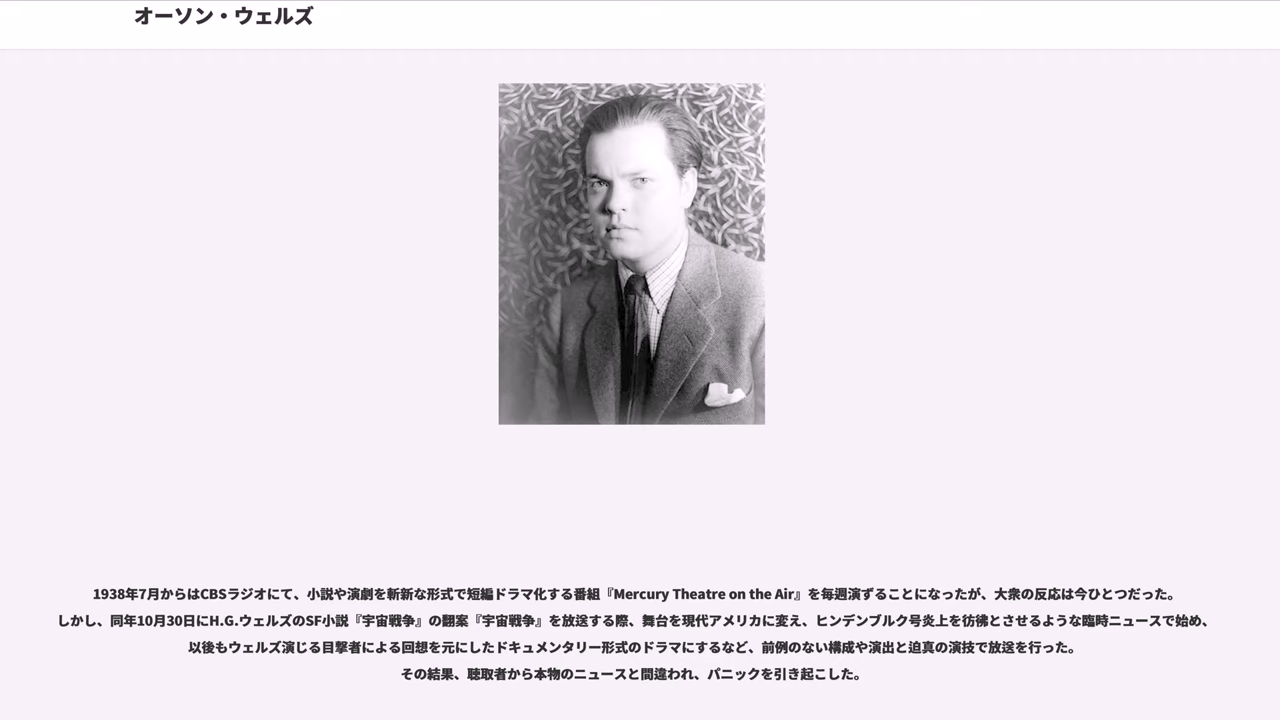 オーソン・ウェルズ
1938年7月からはCBSラジオにて、小説や演劇を斬新な形式で短編ドラマ化する番組『Mercury Theatre on the Air』を毎週演ずることになったが、大衆の反応は今ひとつだった。
しかし、同年10月30日にH.G.ウェルズのSF小説『宇宙戦争』の翻案『宇宙戦争』を放送する際、舞台を現代アメリカに変え、ヒンデンブルク号炎上を彷彿とさせるような臨時ニュースで始め、
以後もウェルズ演じる目撃者による回想を元にしたドキュメンタリー形式のドラマにするなど、前例のない構成や演出と迫真の演技で放送を行った。
その結果、聴取者から本物のニュースと間違われ、パニックを引き起こした。